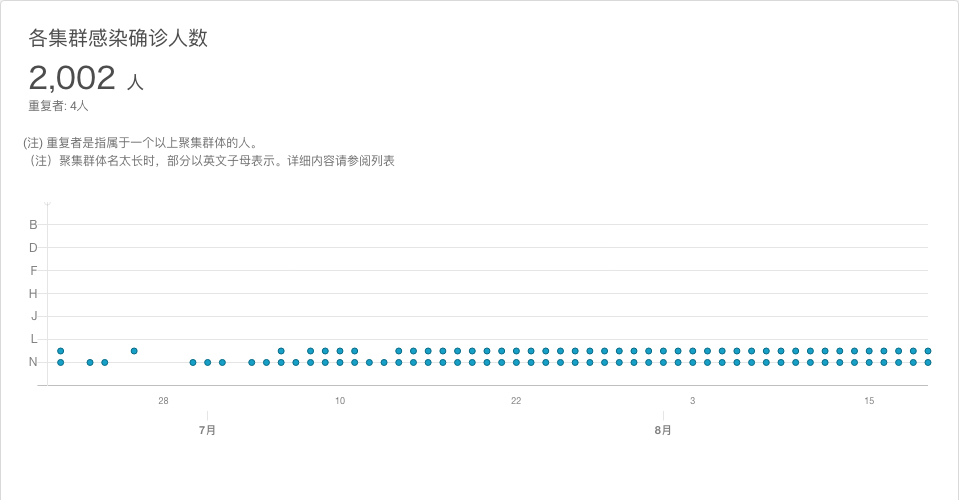 各集群感染确诊人数
2,002 人
重复者: 4人
(注) 重复者是指属于一个以上聚集群体的人。
（注）聚集群体名太长时，部分以英文子母表示。详细内容请参阅列表
B
D
F
H
J
L
N
28 10 22 3 15
7月 8月